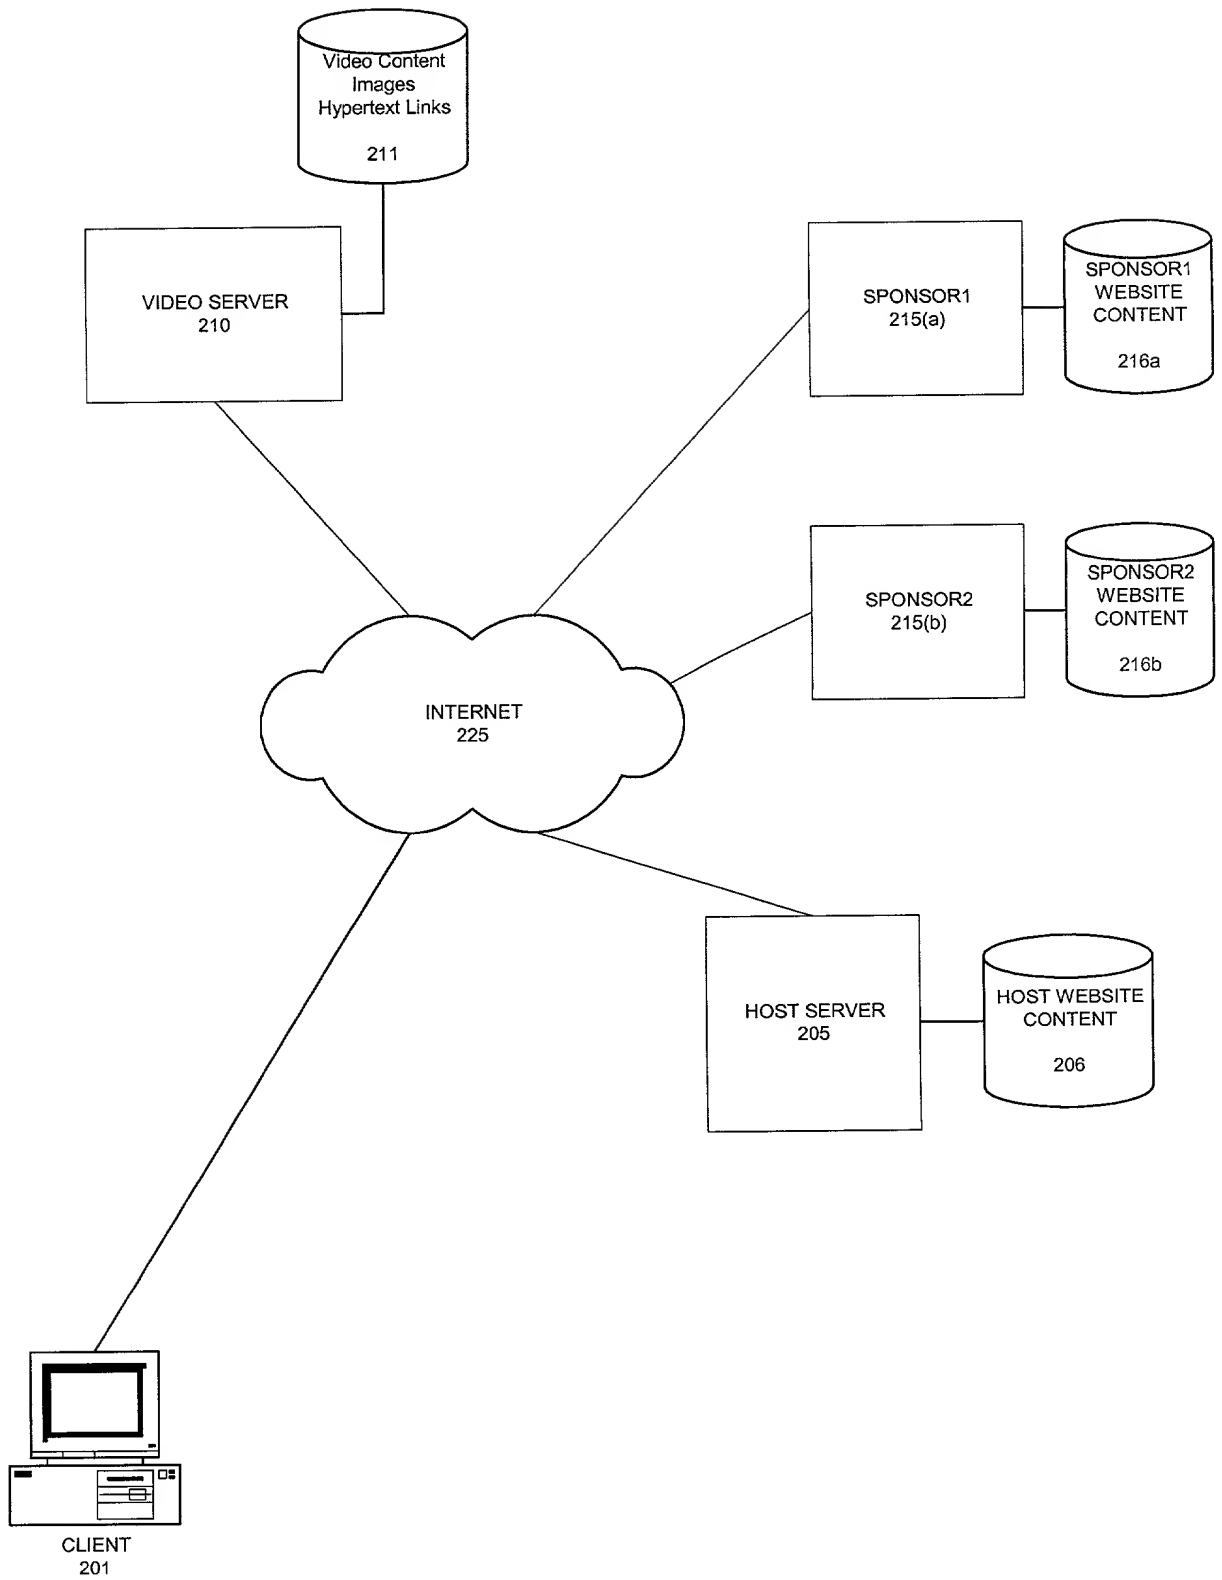 Video Content
Images
Hypertext Links
211
VIDEO SERVER
210
SPONSOR1
215(a)
SPONSOR1
WEBSITE
CONTENT
216a
SPONSOR2
215(b)
SPONSOR2
WEBSITE
CONTENT
216b
INTERNET
225
HOST SERVER
205
HOST WEBSITE
CONTENT
206
CLIENT
201